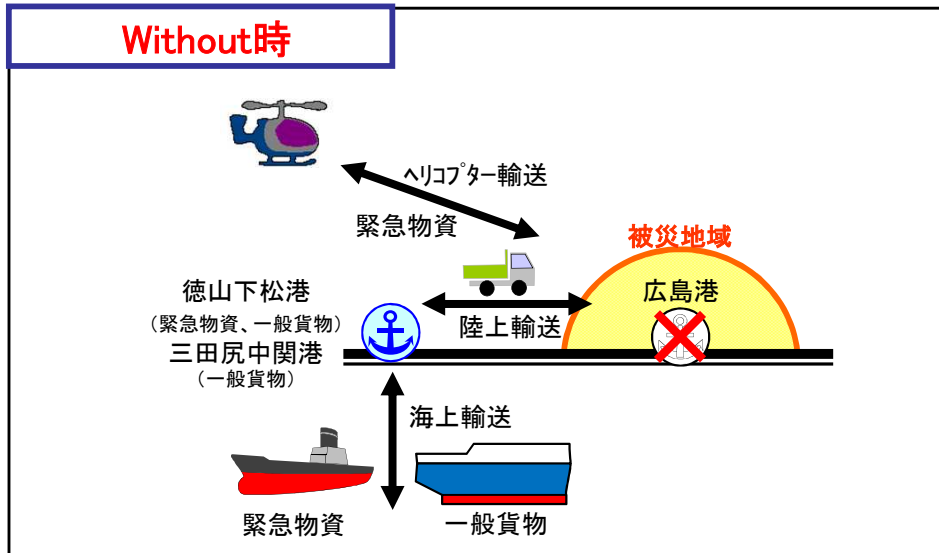 Without時
ヘリコプター輸送
緊急物資
被災地域
徳山下松港
（緊急物資、一般貨物）
三田尻中関港
（一般貨物）
広島港
陸上輸送
海上輸送
緊急物資
一般貨物